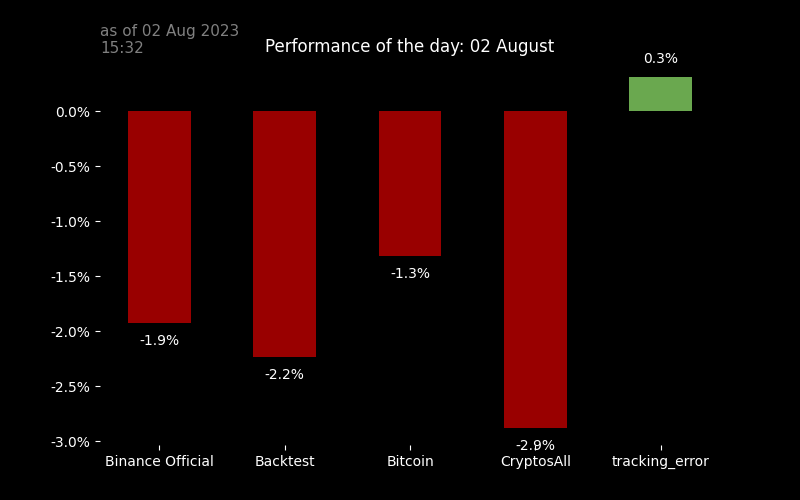 as of 02 Aug 2023
15:32
Performance of the day: 02 August
0.3%
0.0%
-0.5%
-1.0%
-1.5%
-2.0%
-2.5%
-3.0%
-1.9%
-2.2%
-1.3%
-2.9%
Binance Official
Backtest
Bitcoin
CryptosAll
tracking_error